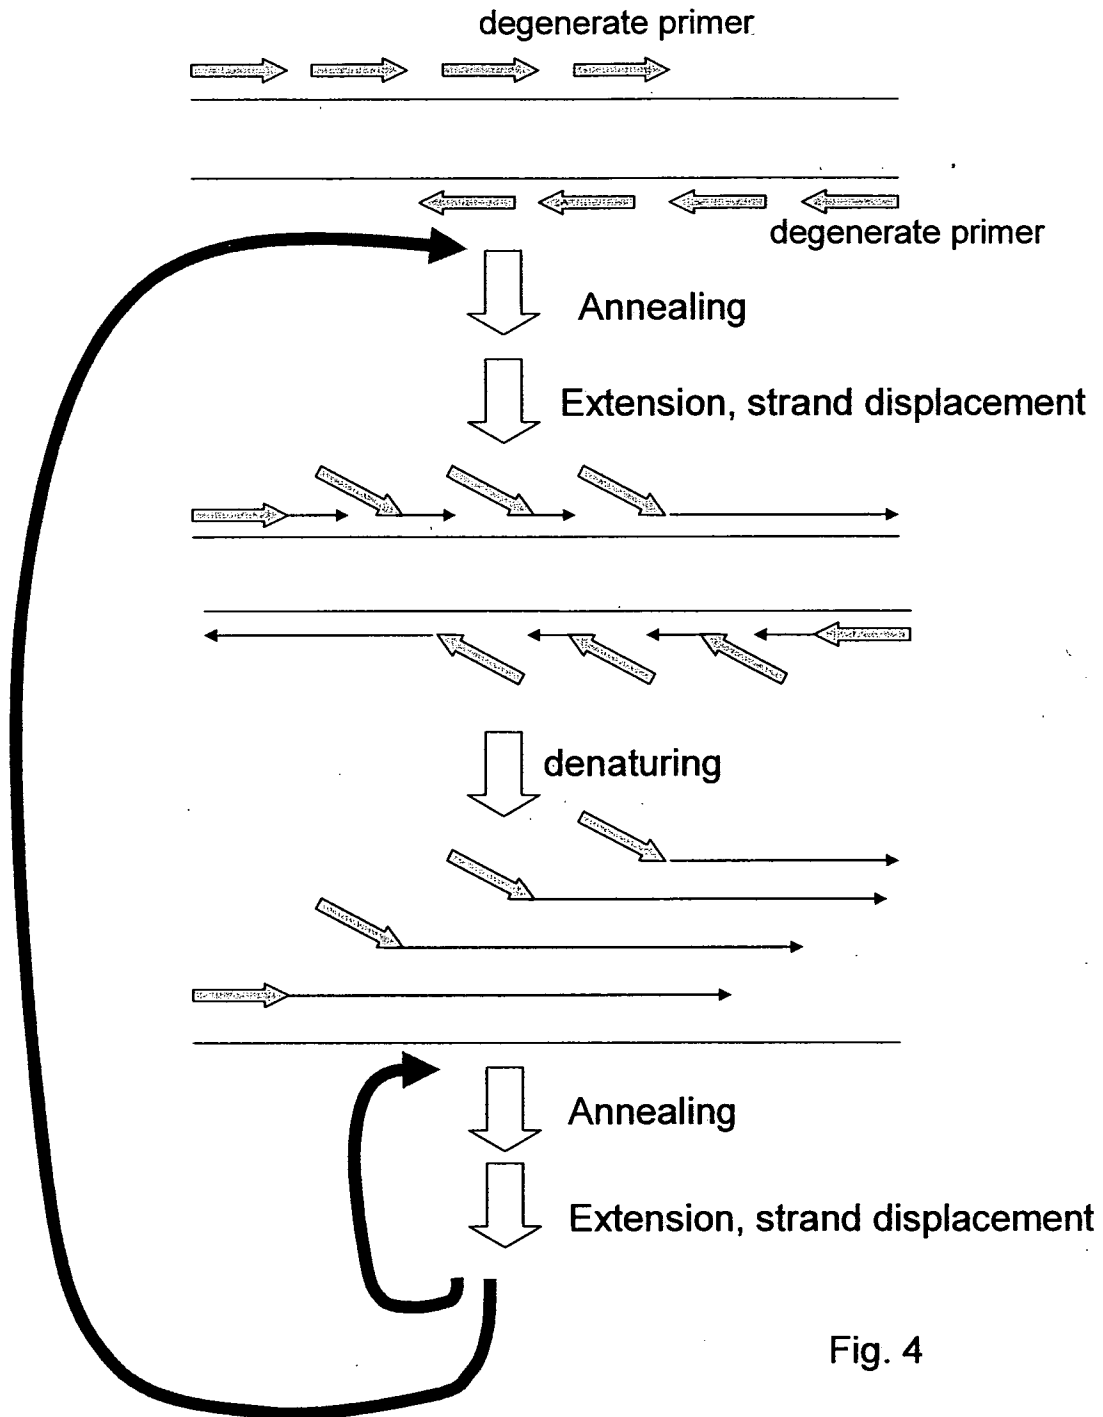 degenerate primer
degenerate primer
Annealing
Extension, strand displacement
denaturing
Annealing
Extension, strand displacement
Fig. 4